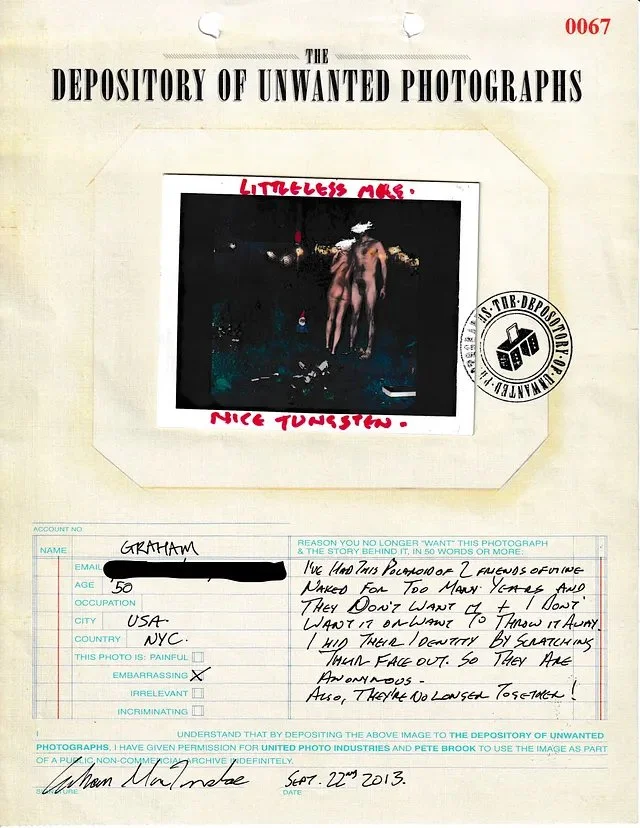 0067
THE
DEPOSITORY OF UNWANTED PHOTOGRAPHS
LITTLELESS MORE.
NICE TUNGSTEN.
THE DEPOSITORY OF UNWANTED
ACCOUNT NO.
NAME GRAHAM
EMAIL
AGE 50
OCCUPATION
CITY USA.
COUNTRY NYC.
THIS PHOTO IS: PAINFUL
EMBARRASSING X
IRRELEVANT
INCRIMINATING
REASON YOU NO LONGER "WANT" THIS PHOTOGRAPH
& THE STORY BEHIND IT, IN 50 WORDS OR MORE:
I'VE HAD THIS POLAROID OF 2 FRIENDS OF MINE
NAKED FOR TOO MANY YEARS AND
THEY DON'T WANT IT + I DON'T
WANT IT OR WANT TO THROW IT AWAY.
I HID THEIR IDENTITY BY SCRATCHING
THEIR FACE OUT. SO THEY ARE
ANONYMOUS -
ALSO, THEY'RE NO LONGER TOGETHER!
I UNDERSTAND THAT BY DEPOSITING THE ABOVE IMAGE TO THE DEPOSITORY OF UNWANTED
PHOTOGRAPHS, I HAVE GIVEN PERMISSION FOR UNITED PHOTO INDUSTRIES AND PETE BROOK TO USE THE IMAGE AS PART
OF A PUBLIC NON-COMMERCIAL ARCHIVE INDEFINITELY.
SEPT. 22ND 2013.
SIGNATURE DATE